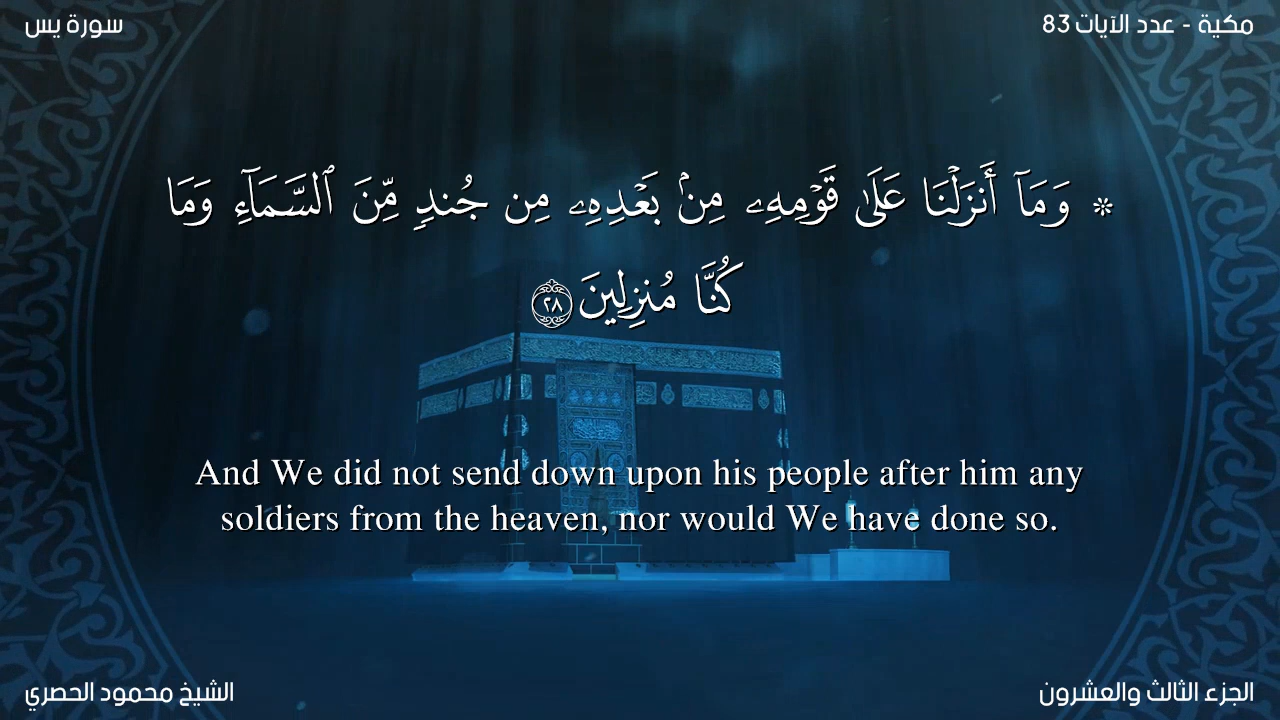 سورة يس
مكية - عدد الآيات 83
۞ وَمَآ أَنزَلْنَا عَلَىٰ قَوْمِهِۦ مِنۢ بَعْدِهِۦ مِن جُندٍ مِّنَ ٱلسَّمَآءِ وَمَا
كُنَّا مُنزِلِينَ ٢٨
And We did not send down upon his people after him any
soldiers from the heaven, nor would We have done so.
الشيخ محمود الحصري
الجزء الثالث والعشرون